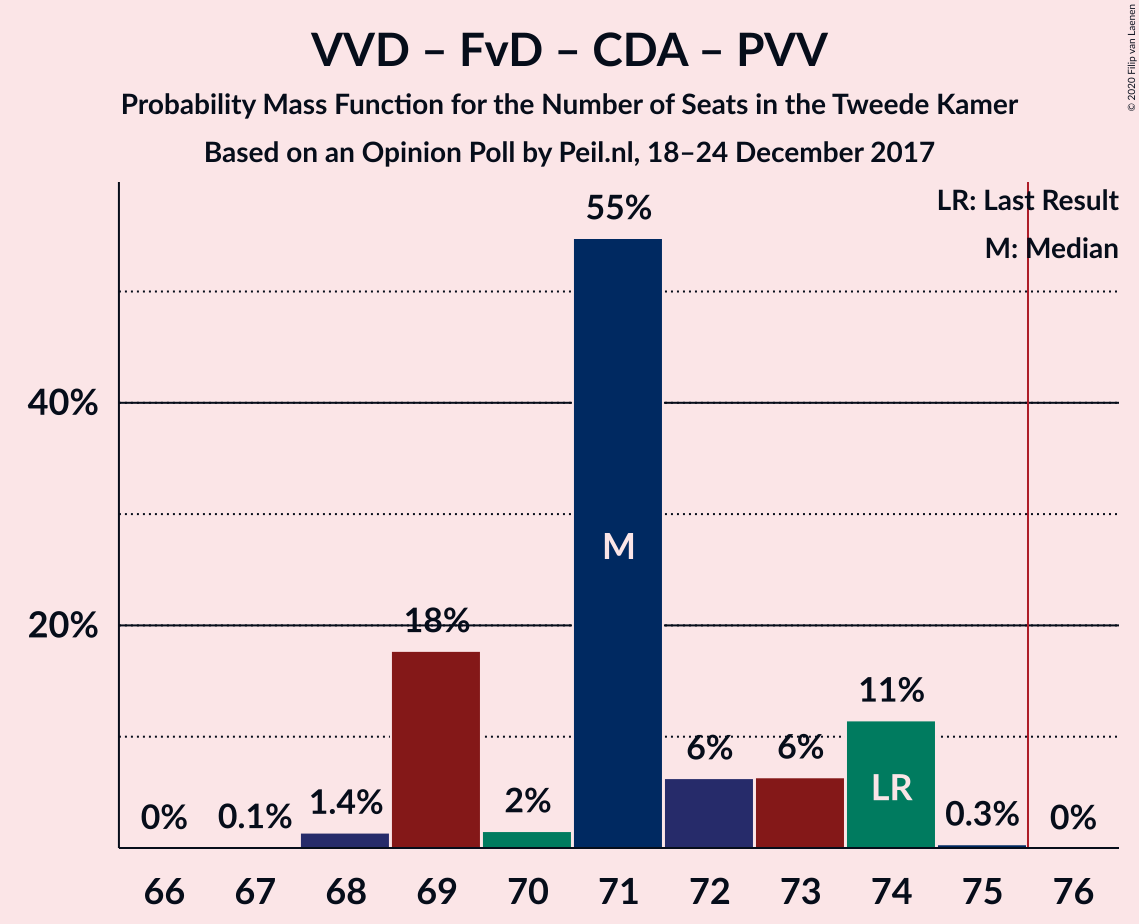 © 2020 Filip van Laenen
VVD – FvD – CDA – PVV
Probability Mass Function for the Number of Seats in the Tweede Kamer
Based on an Opinion Poll by Peil.nl, 18–24 December 2017
LR: Last Result
M: Median
55%
40%
M
18%
20%
11%
6%
6%
LR
0%
0.1%
1.4%
2%
0.3%
0%
66 67 68 69 70 71 72 73 74 75 76